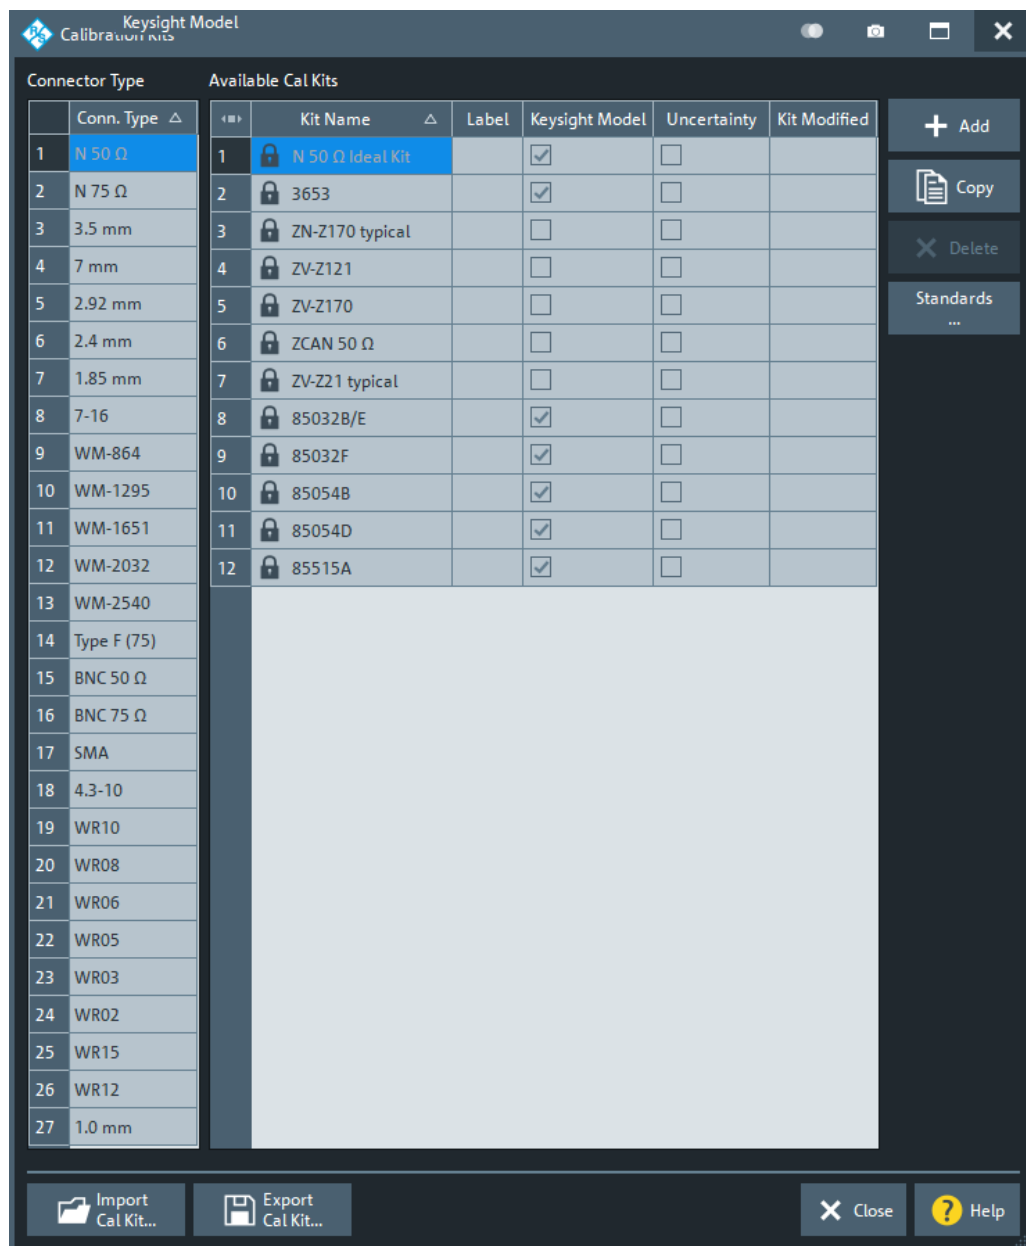 Keysight Model
Calibration Kits
Connector Type
Available Cal Kits
Conn. Type
Kit Name Label Keysight Model Uncertainty Kit Modified
Add
Copy
Delete
Standards
...
1 N 50 Ω
2 N 75 Ω
3 3.5 mm
4 7 mm
5 2.92 mm
6 2.4 mm
7 1.85 mm
8 7-16
9 WM-864
10 WM-1295
11 WM-1651
12 WM-2032
13 WM-2540
14 Type F (75)
15 BNC 50 Ω
16 BNC 75 Ω
17 SMA
18 4.3-10
19 WR10
20 WR08
21 WR06
22 WR05
23 WR03
24 WR02
25 WR15
26 WR12
27 1.0 mm
1 N 50 Ω Ideal Kit
2 3653
3 ZN-Z170 typical
4 ZV-Z121
5 ZV-Z170
6 ZCAN 50 Ω
7 ZV-Z21 typical
8 85032B/E
9 85032F
10 85054B
11 85054D
12 85515A
Import
Cal Kit...
Export
Cal Kit...
Close
? Help